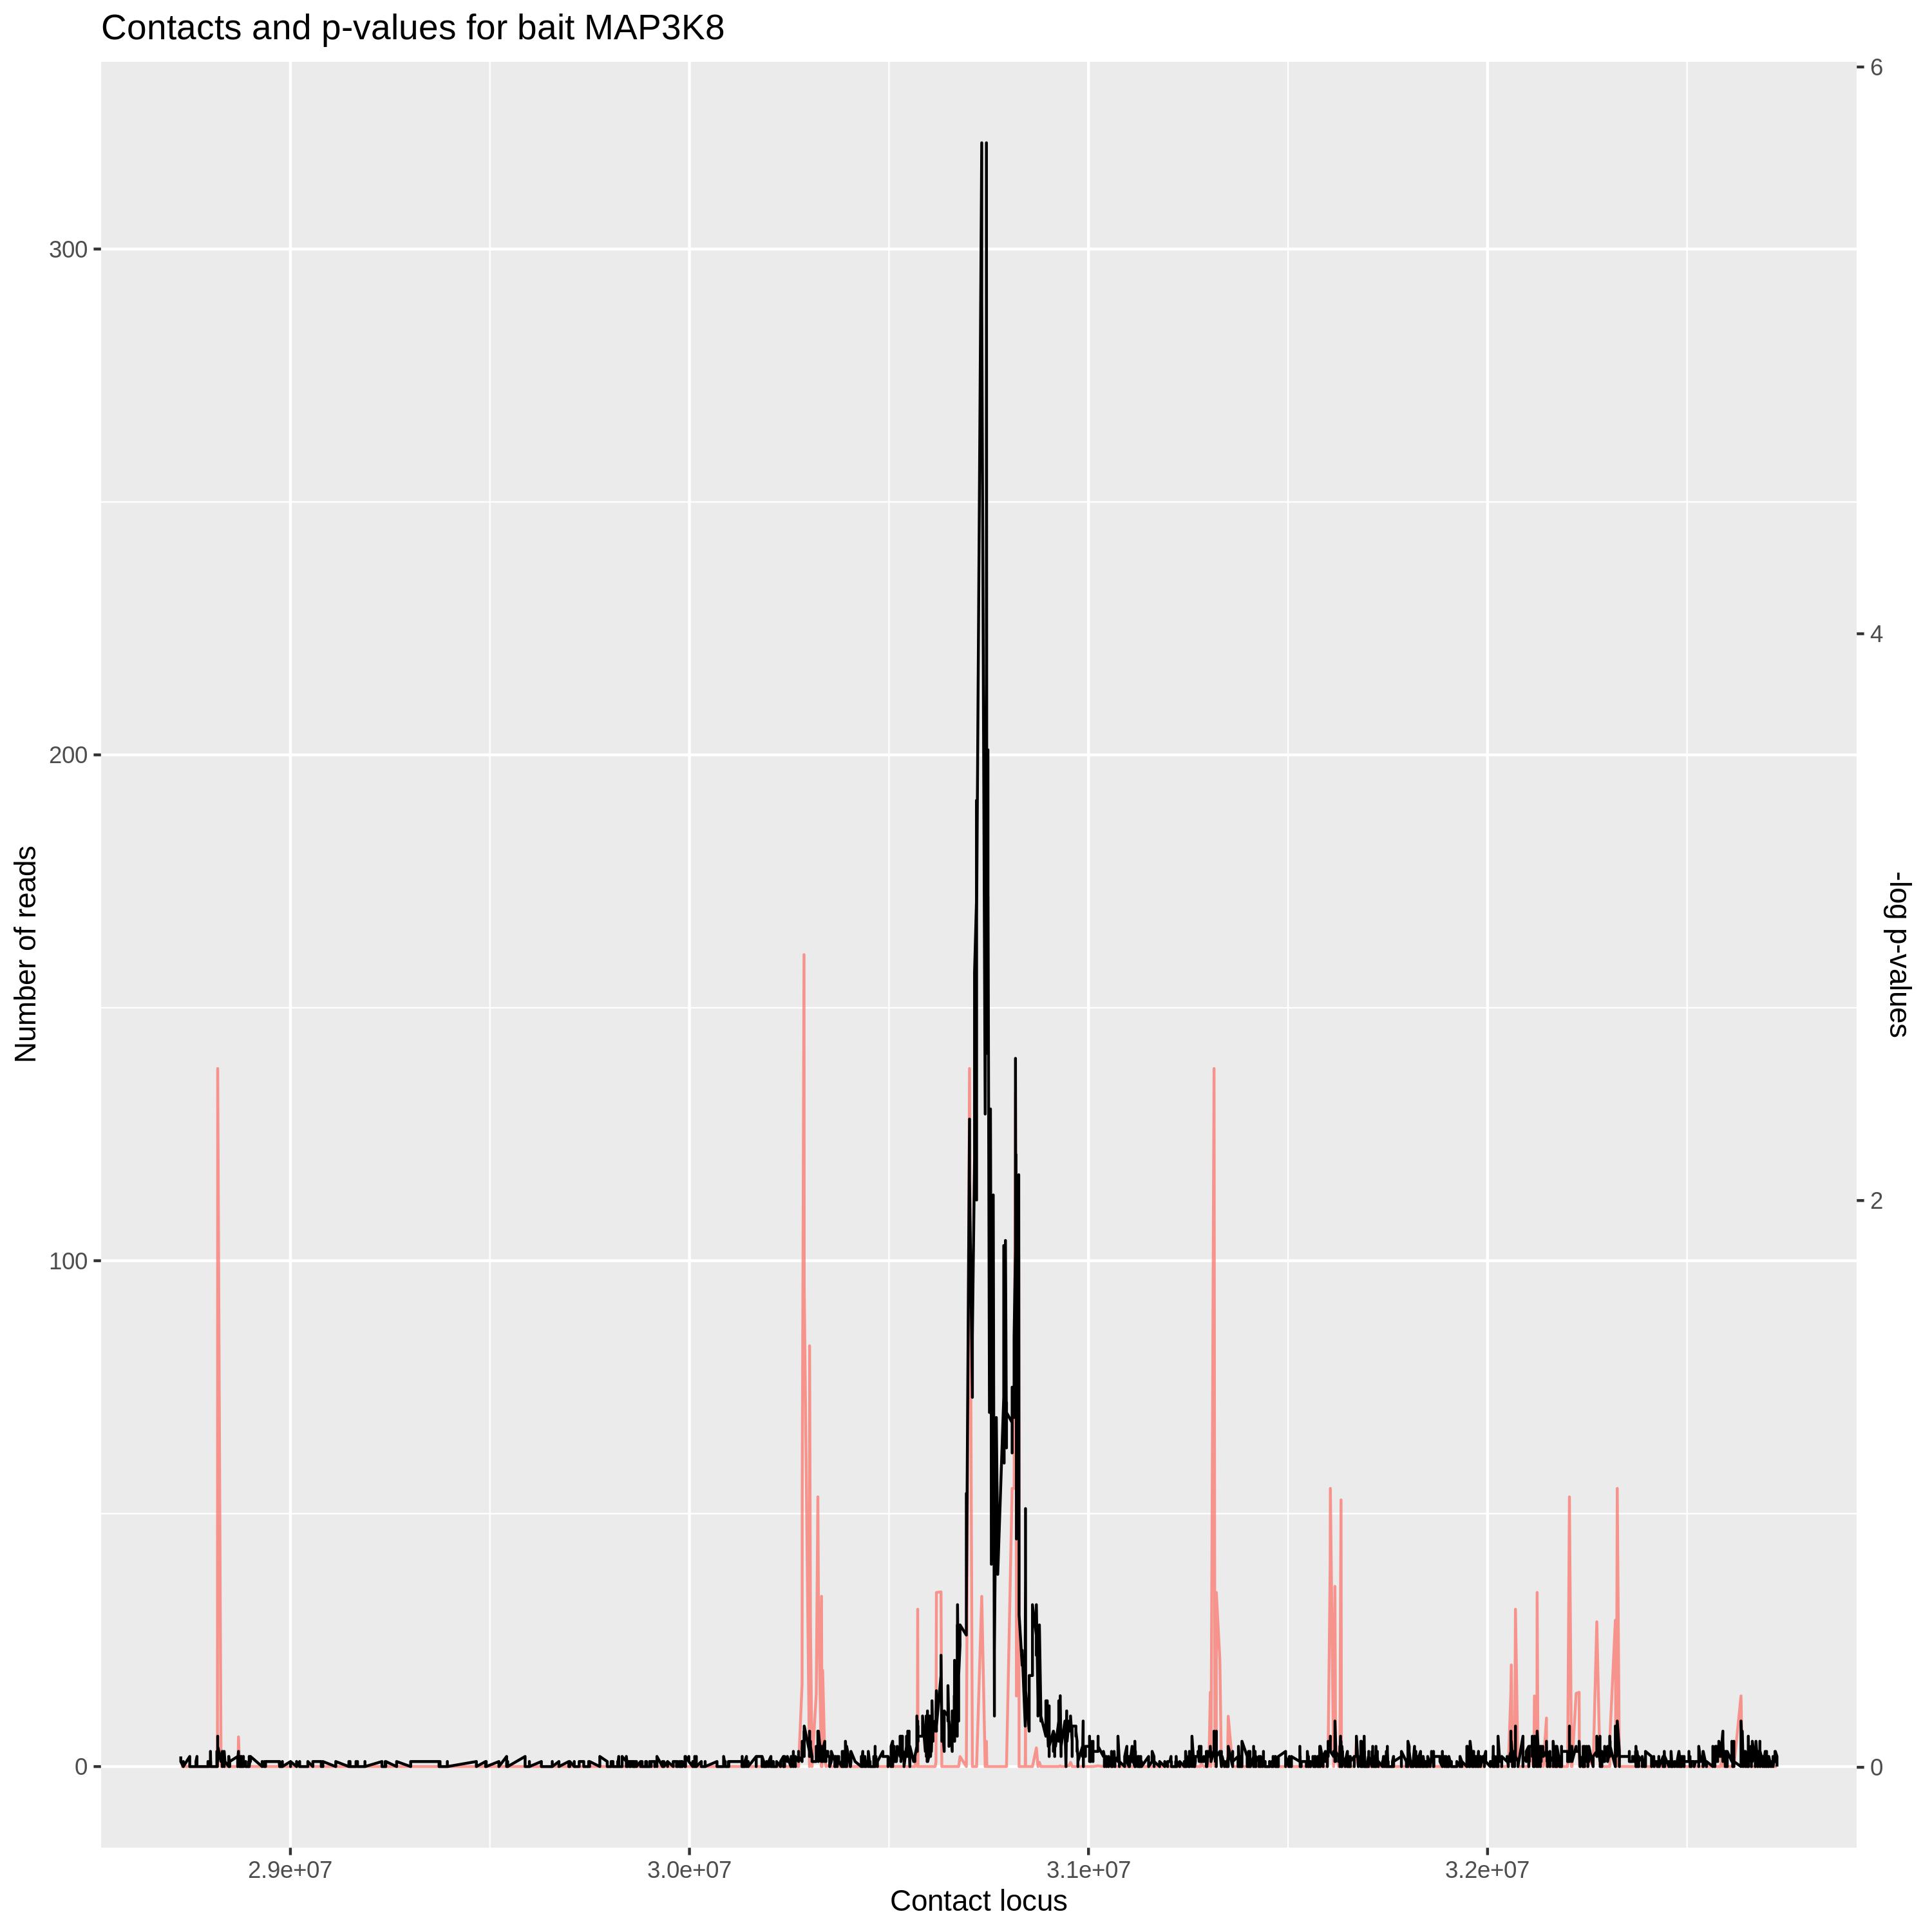 Contacts and p-values for bait MAP3K8
Number of reads
300
200
100
0
6
4
2
0
-log p-values
2.9e+07
3.0e+07
3.1e+07
3.2e+07
Contact locus